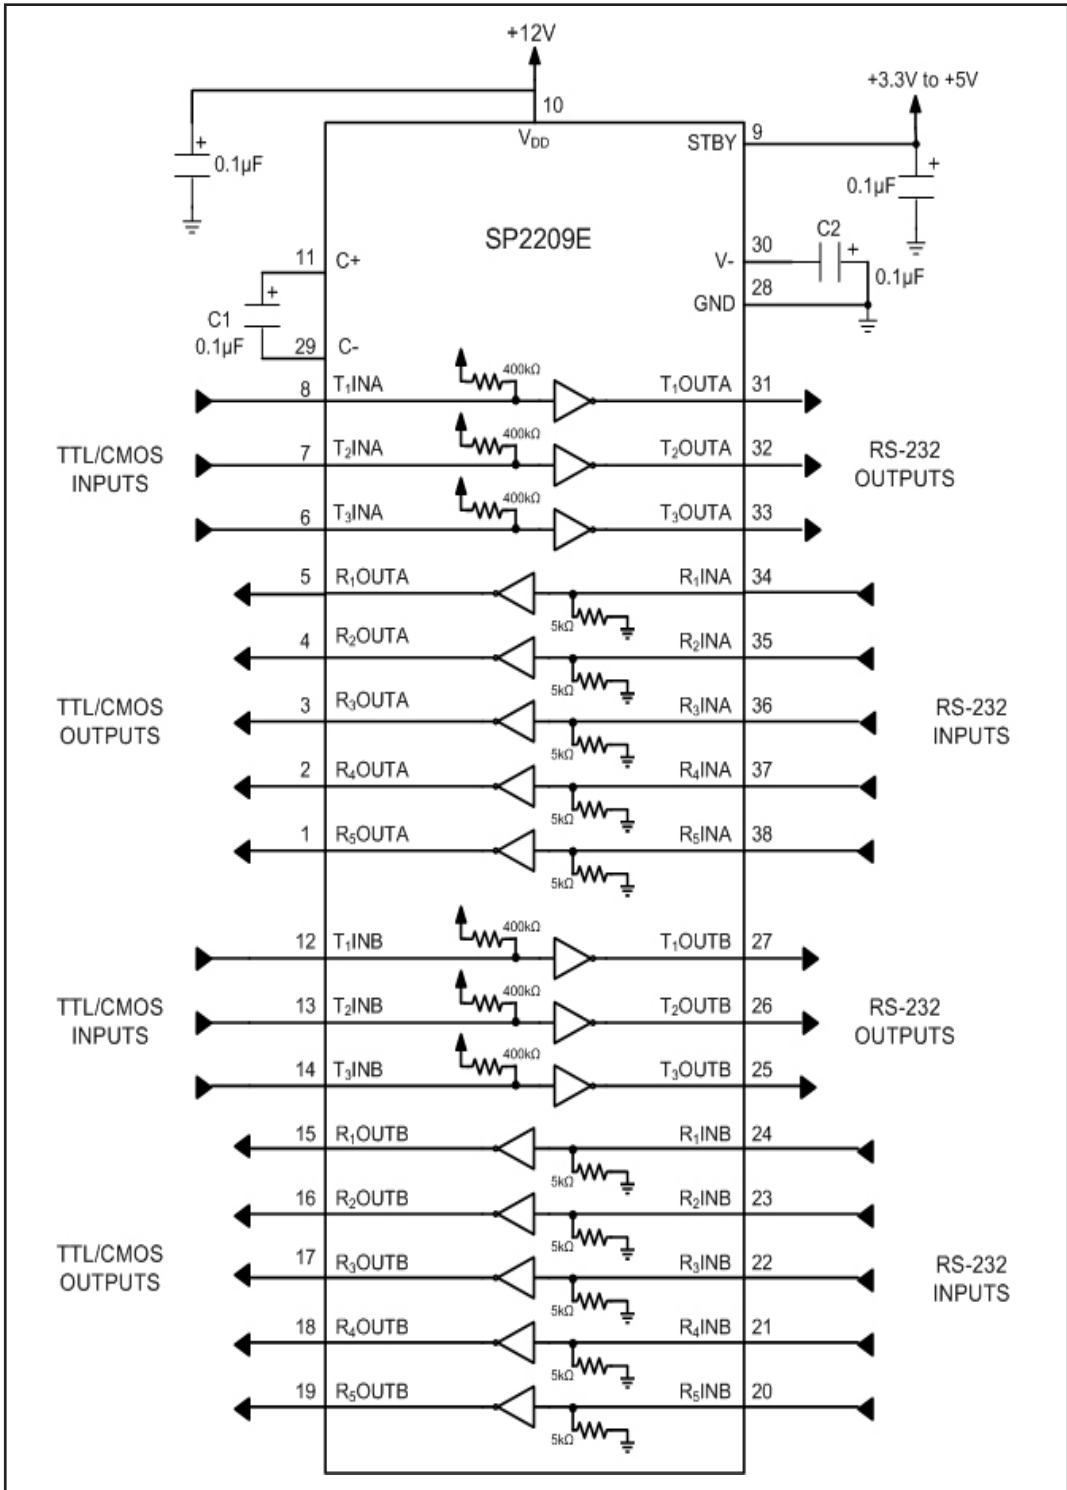 +12V
+3.3V to +5V
10
9
VDD
STBY
+
0.1µF
+
0.1µF
SP2209E
C2
11
C+
V-
30
+
0.1µF
+
C1
0.1µF
GND
28
29
C-
400kΩ
8
T1INA
T1OUTA
31
400kΩ
7
T2INA
T2OUTA
32
TTL/CMOS
INPUTS
RS-232
OUTPUTS
400kΩ
6
T3INA
T3OUTA
33
5
R1OUTA
R1INA
34
5kΩ
4
R2OUTA
R2INA
35
5kΩ
3
R3OUTA
R3INA
36
TTL/CMOS
OUTPUTS
RS-232
INPUTS
5kΩ
2
R4OUTA
R4INA
37
5kΩ
1
R5OUTA
R5INA
38
5kΩ
400kΩ
12
T1INB
T1OUTB
27
400kΩ
13
T2INB
T2OUTB
26
TTL/CMOS
INPUTS
RS-232
OUTPUTS
400kΩ
14
T3INB
T3OUTB
25
15
R1OUTB
R1INB
24
5kΩ
16
R2OUTB
R2INB
23
5kΩ
17
R3OUTB
R3INB
22
TTL/CMOS
OUTPUTS
RS-232
INPUTS
5kΩ
18
R4OUTB
R4INB
21
5kΩ
19
R5OUTB
R5INB
20
5kΩ